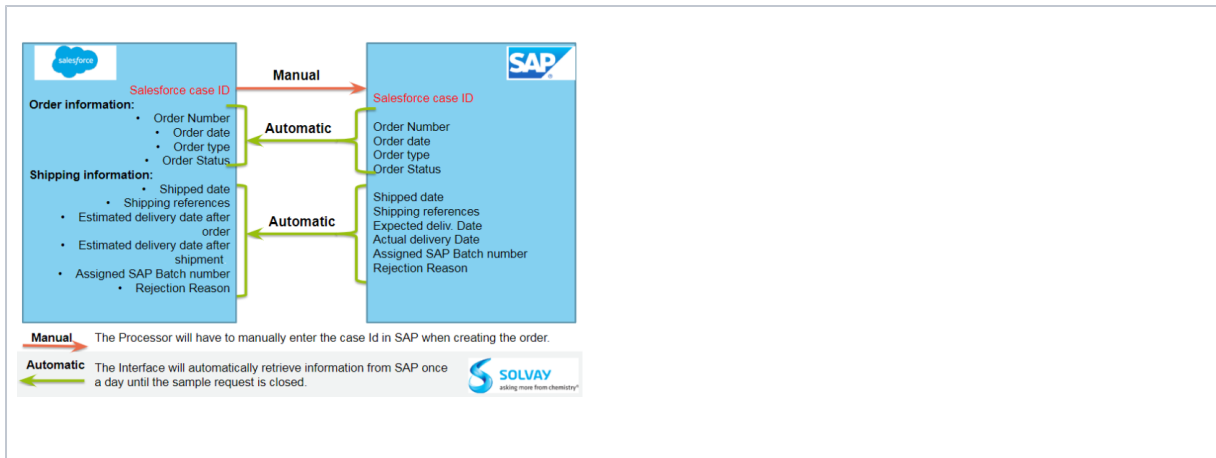 salesforce
Salesforce case ID
Order information:
• Order Number
• Order date
• Order type
• Order Status
Shipping information:
• Shipped date
• Shipping references
• Estimated delivery date after
order
• Estimated delivery date after
shipment
• Assigned SAP Batch number
• Rejection Reason
Manual
Automatic
Automatic
SAP®
Salesforce case ID
Order Number
Order date
Order type
Order Status
Shipped date
Shipping references
Expected deliv. Date
Actual delivery Date
Assigned SAP Batch number
Rejection Reason
Manual The Processor will have to manually enter the case Id in SAP when creating the order.
Automatic The Interface will automatically retrieve information from SAP once
a day until the sample request is closed.
SOLVAY
asking more from chemistry®